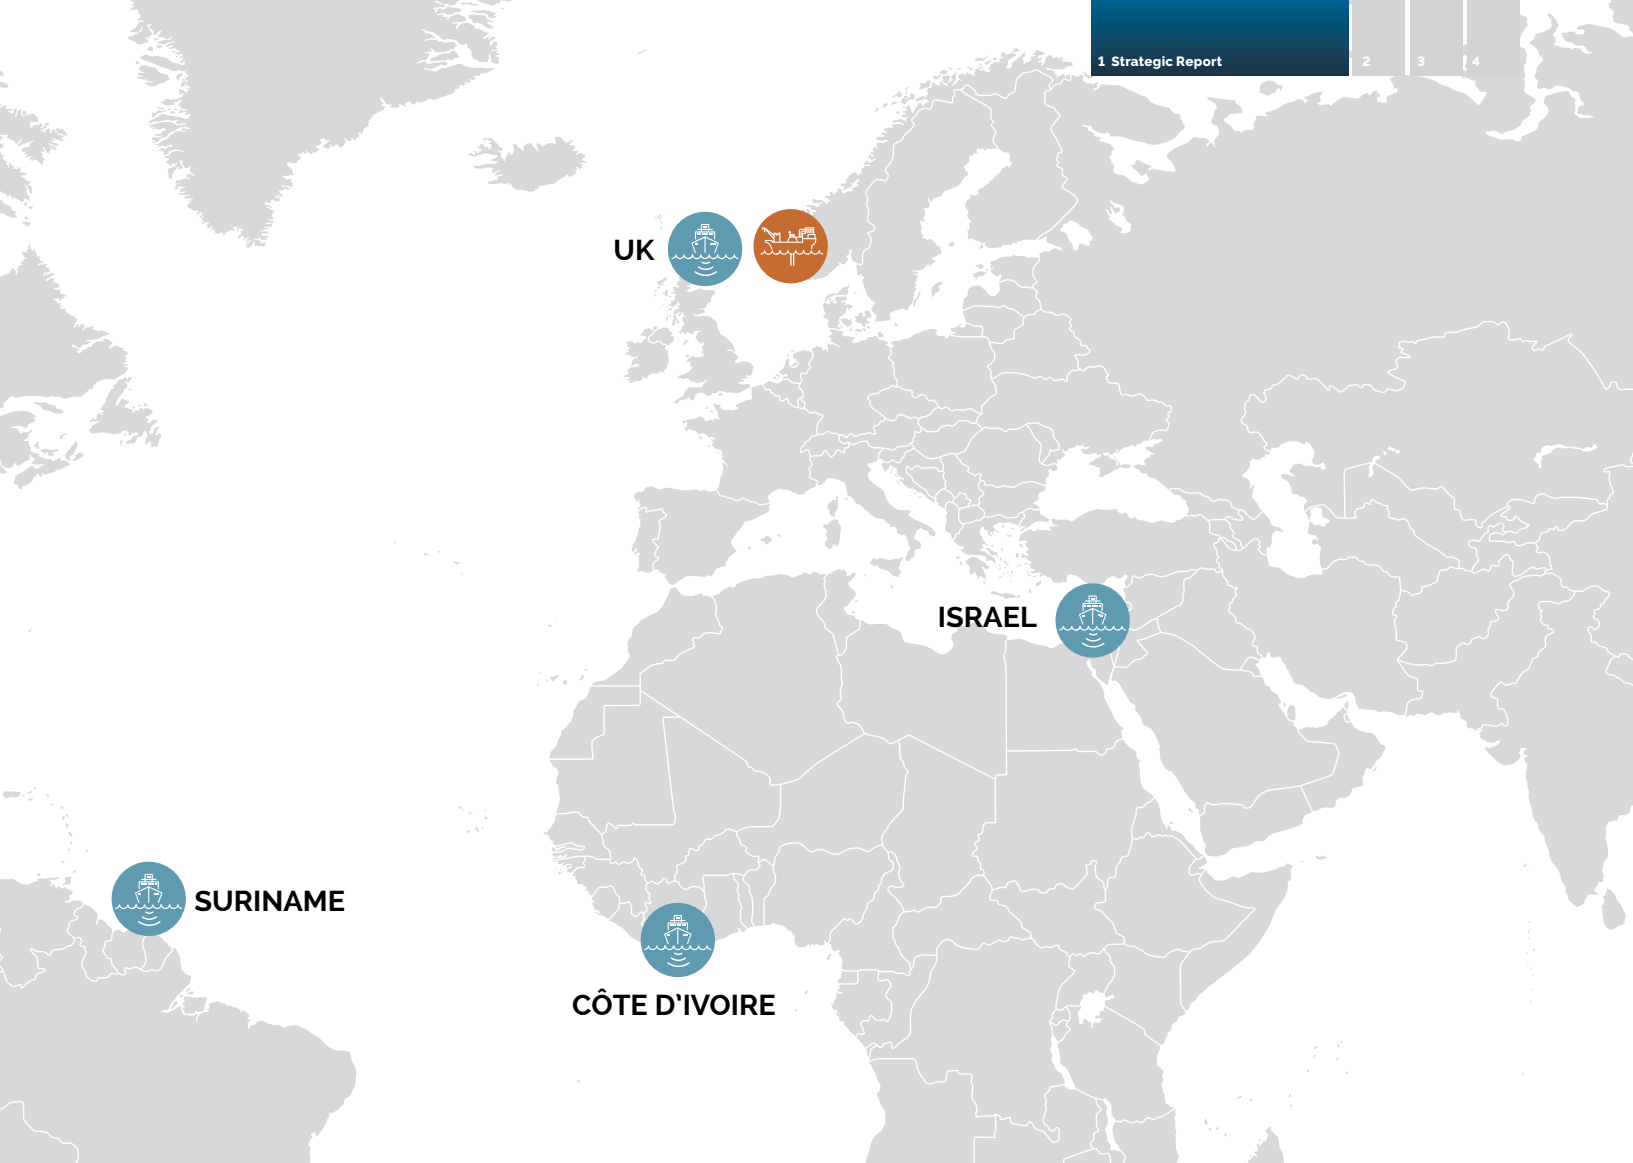 1 Strategic Report
2
3
4
UK
ISRAEL
SURINAME
CÔTE D’IVOIRE